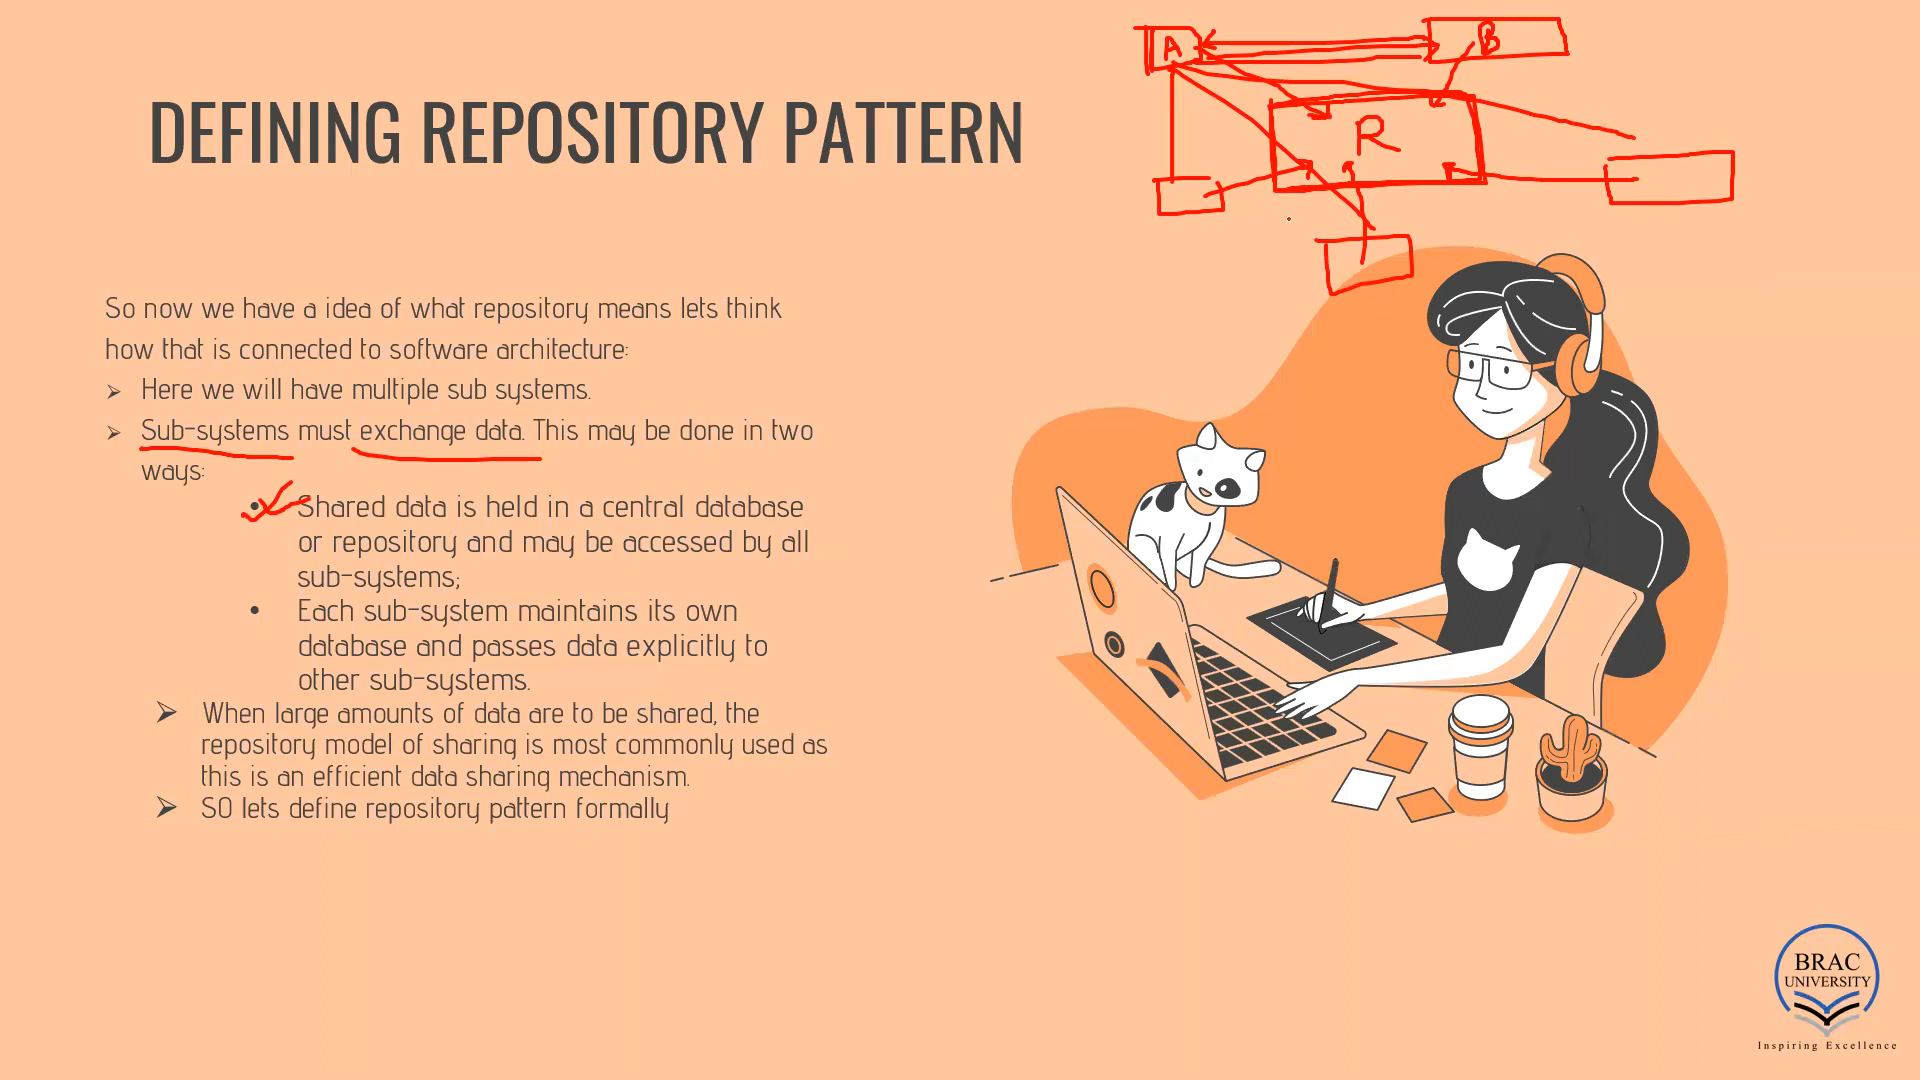 DEFINING REPOSITORY PATTERN
A
B
R
So now we have a idea of what repository means lets think
how that is connected to software architecture:
Here we will have multiple sub systems.
Sub-systems must exchange data. This may be done in two
ways:
Shared data is held in a central database
or repository and may be accessed by all
sub-systems;
Each sub-system maintains its own
database and passes data explicitly to
other sub-systems.
When large amounts of data are to be shared, the
repository model of sharing is most commonly used as
this is an efficient data sharing mechanism.
SO lets define repository pattern formally
BRAC
UNIVERSITY
Inspiring Excellence